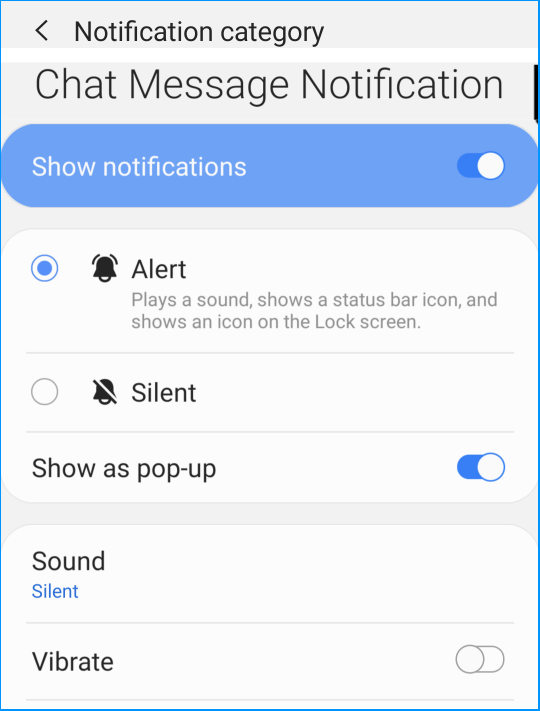 Notification category
Chat Message Notification
Show notifications
Alert
Plays a sound, shows a status bar icon, and
shows an icon on the Lock screen.
Silent
Show as pop-up
Sound
Silent
Vibrate